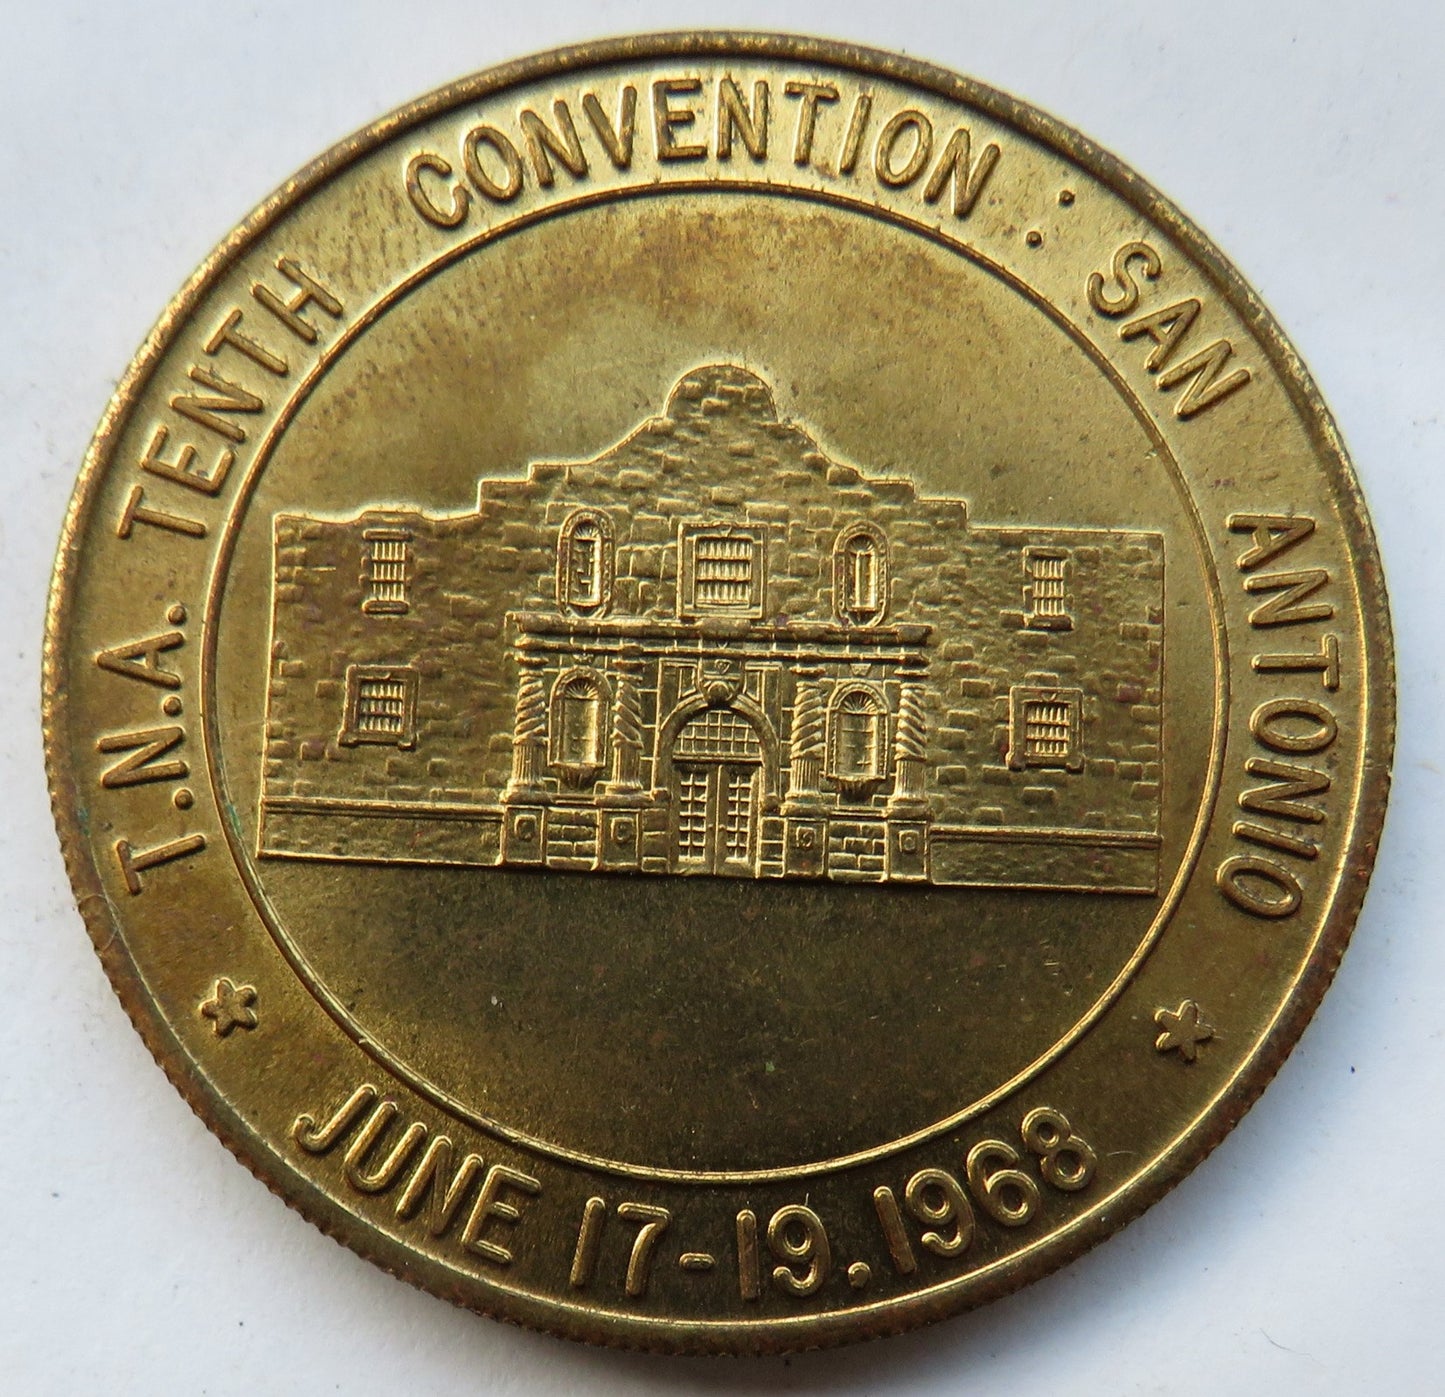 T.N.A. TENTH CONVENTION : SAN ANTONIO
JUNE 17-19.1968